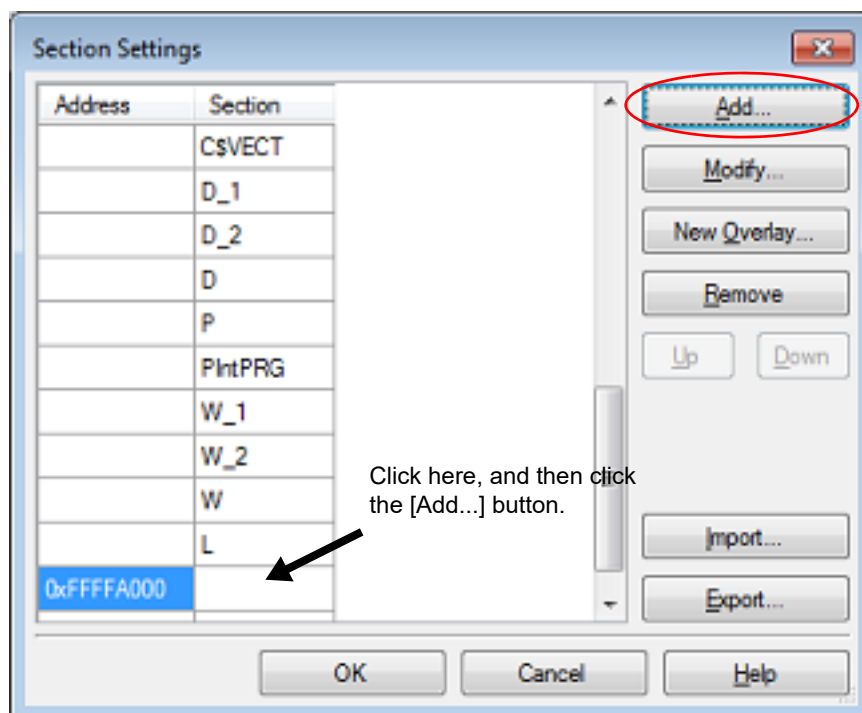 Section Settings
Address Section
C$VECT
D_1
D_2
D
P
PIntPRG
W_1
W_2
W
L
0xFFFFA000
Add...
Modify...
New Overlay...
Remove
Up Down
Import...
Export...
Click here, and then click
the [Add...] button.
OK Cancel Help